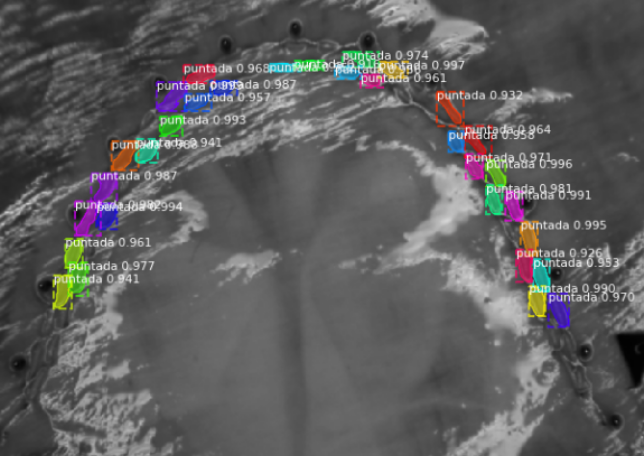 puntada 0.974
puntada 0.968
puntada 0.997
puntada 0.961
puntada 0.987
puntada 0.957
puntada 0.932
puntada 0.993
puntada 0.964
puntada 0.958
puntada 0.941
puntada 0.971
puntada 0.996
puntada 0.987
puntada 0.981
puntada 0.991
puntada 0.994
puntada 0.995
puntada 0.961
puntada 0.926
puntada 0.953
puntada 0.977
puntada 0.941
puntada 0.990
puntada 0.970